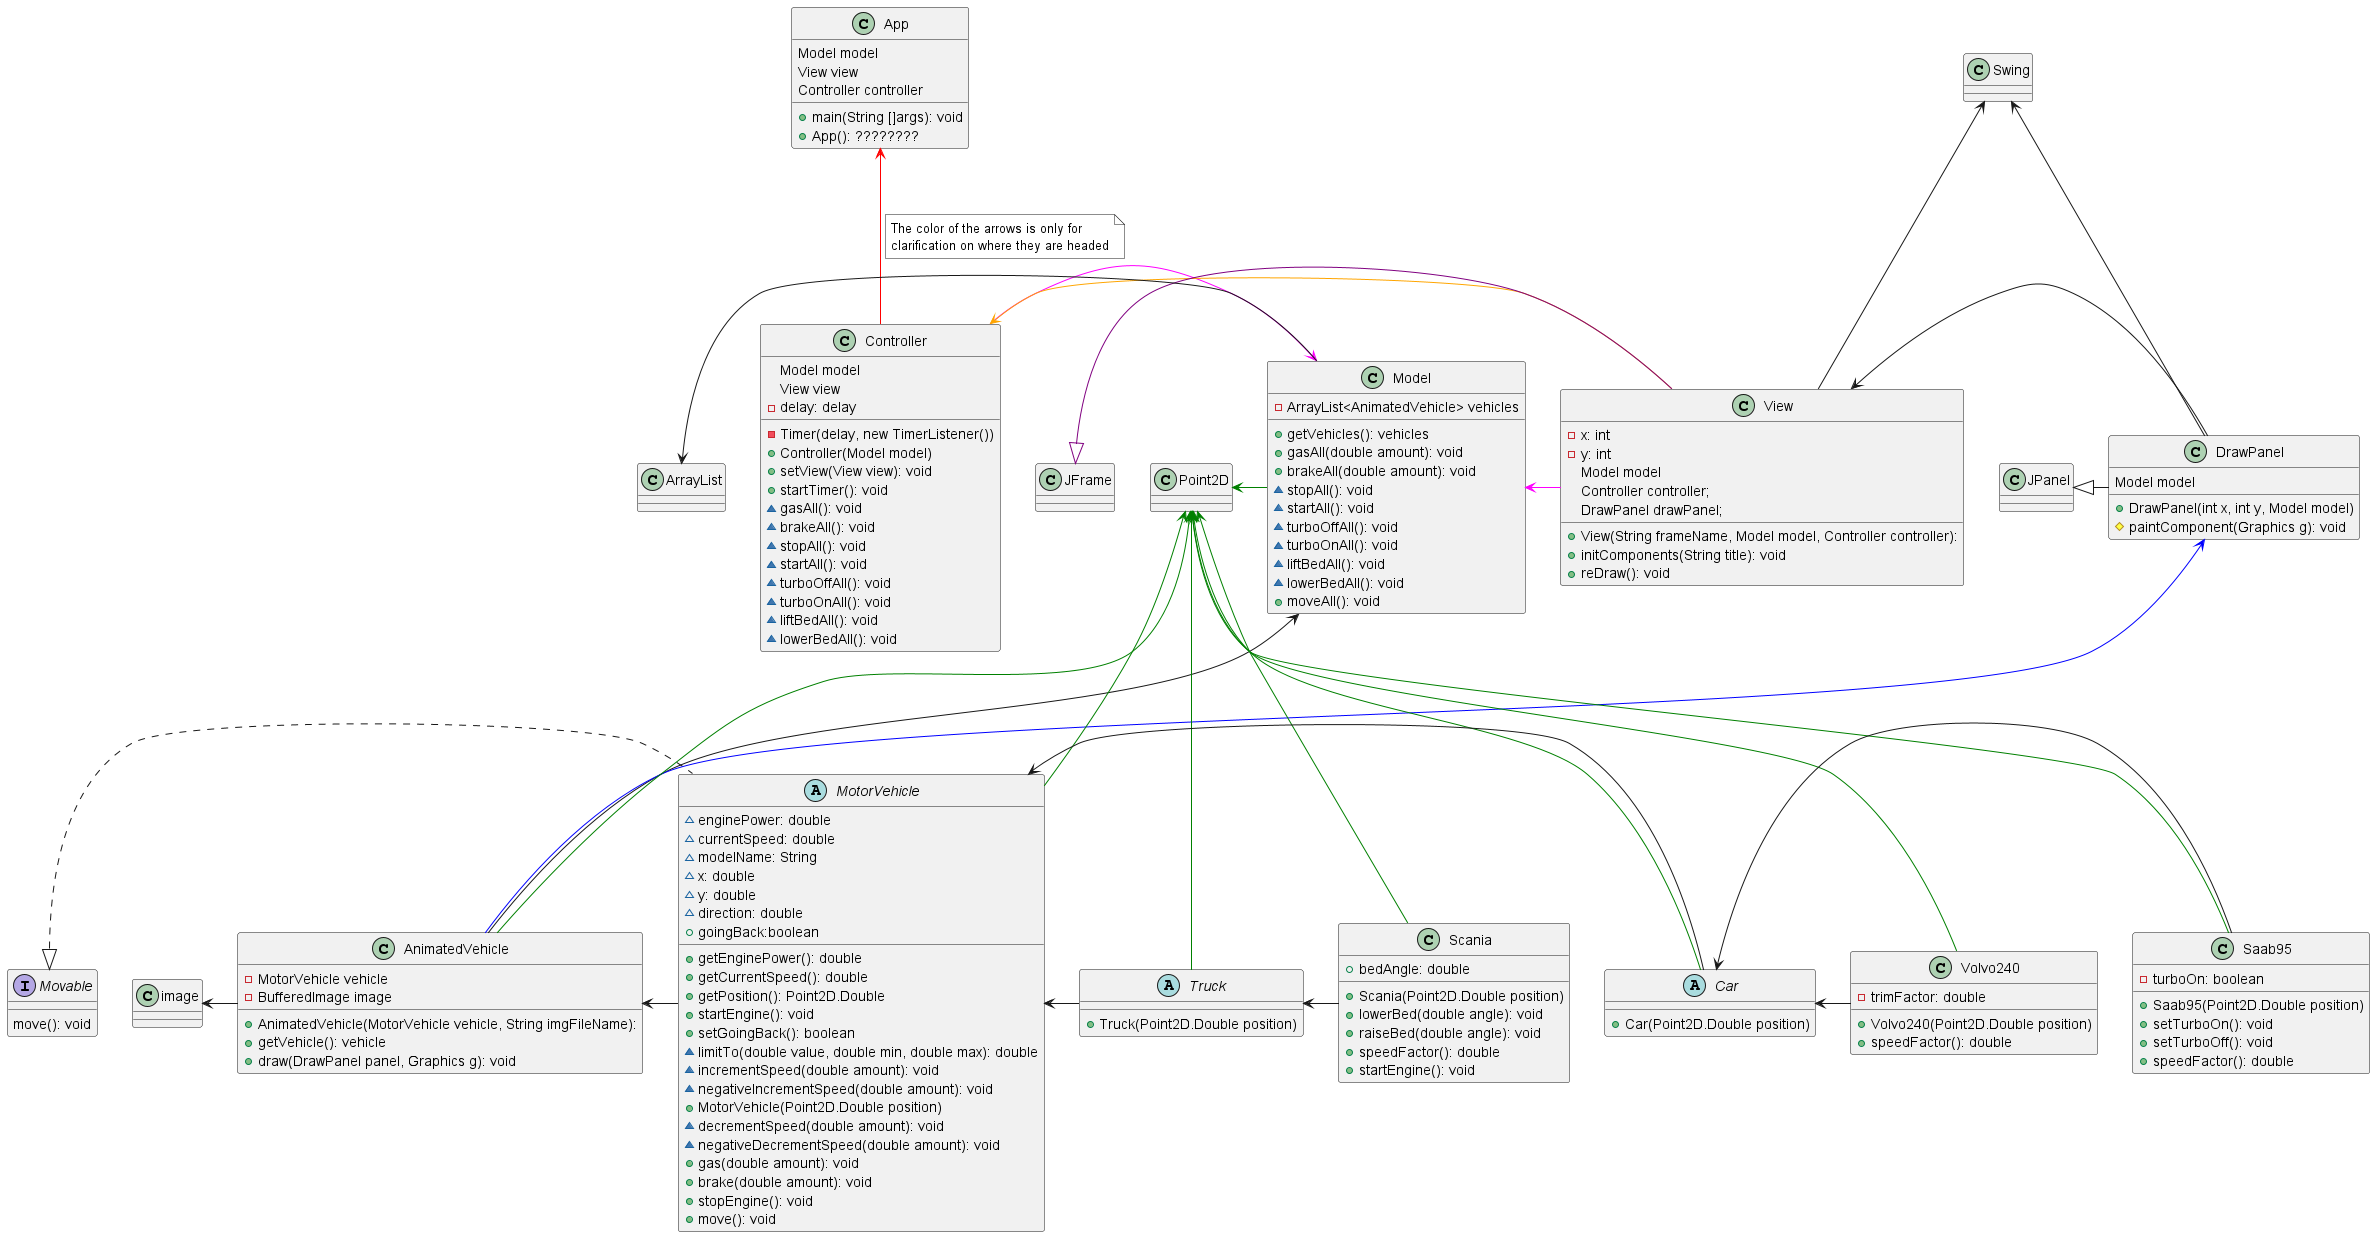 C App
Model model
View view
Controller controller
main(String []args): void
App(): ????????
C Swing
The color of the arrows is only for
clarification on where they are headed
C Controller
Model model
View view
delay: delay
Timer(delay, new TimerListener())
Controller(Model model)
setView(View view): void
startTimer(): void
gasAll(): void
brakeAll(): void
stopAll(): void
startAll(): void
turboOffAll(): void
turboOnAll(): void
liftBedAll(): void
lowerBedAll(): void
C Model
ArrayList<AnimatedVehicle> vehicles
getVehicles(): vehicles
gasAll(double amount): void
brakeAll(double amount): void
stopAll(): void
startAll(): void
turboOffAll(): void
turboOnAll(): void
liftBedAll(): void
lowerBedAll(): void
moveAll(): void
C View
x: int
y: int
Model model
Controller controller;
DrawPanel drawPanel;
View(String frameName, Model model, Controller controller):
initComponents(String title): void
reDraw(): void
C DrawPanel
Model model
DrawPanel(int x, int y, Model model)
paintComponent(Graphics g): void
C ArrayList
C JFrame
C Point2D
C JPanel
I Movable
move(): void
C image
C AnimatedVehicle
MotorVehicle vehicle
BufferedImage image
AnimatedVehicle(MotorVehicle vehicle, String imgFileName):
getVehicle(): vehicle
draw(DrawPanel panel, Graphics g): void
A MotorVehicle
enginePower: double
currentSpeed: double
modelName: String
x: double
y: double
direction: double
goingBack:boolean
getEnginePower(): double
getCurrentSpeed(): double
getPosition(): Point2D.Double
startEngine(): void
setGoingBack(): boolean
limitTo(double value, double min, double max): double
incrementSpeed(double amount): void
negativeIncrementSpeed(double amount): void
MotorVehicle(Point2D.Double position)
decrementSpeed(double amount): void
negativeDecrementSpeed(double amount): void
gas(double amount): void
brake(double amount): void
stopEngine(): void
move(): void
A Truck
Truck(Point2D.Double position)
C Scania
bedAngle: double
Scania(Point2D.Double position)
lowerBed(double angle): void
raiseBed(double angle): void
speedFactor(): double
startEngine(): void
A Car
Car(Point2D.Double position)
C Volvo240
trimFactor: double
Volvo240(Point2D.Double position)
speedFactor(): double
C Saab95
turboOn: boolean
Saab95(Point2D.Double position)
setTurboOn(): void
setTurboOff(): void
speedFactor(): double